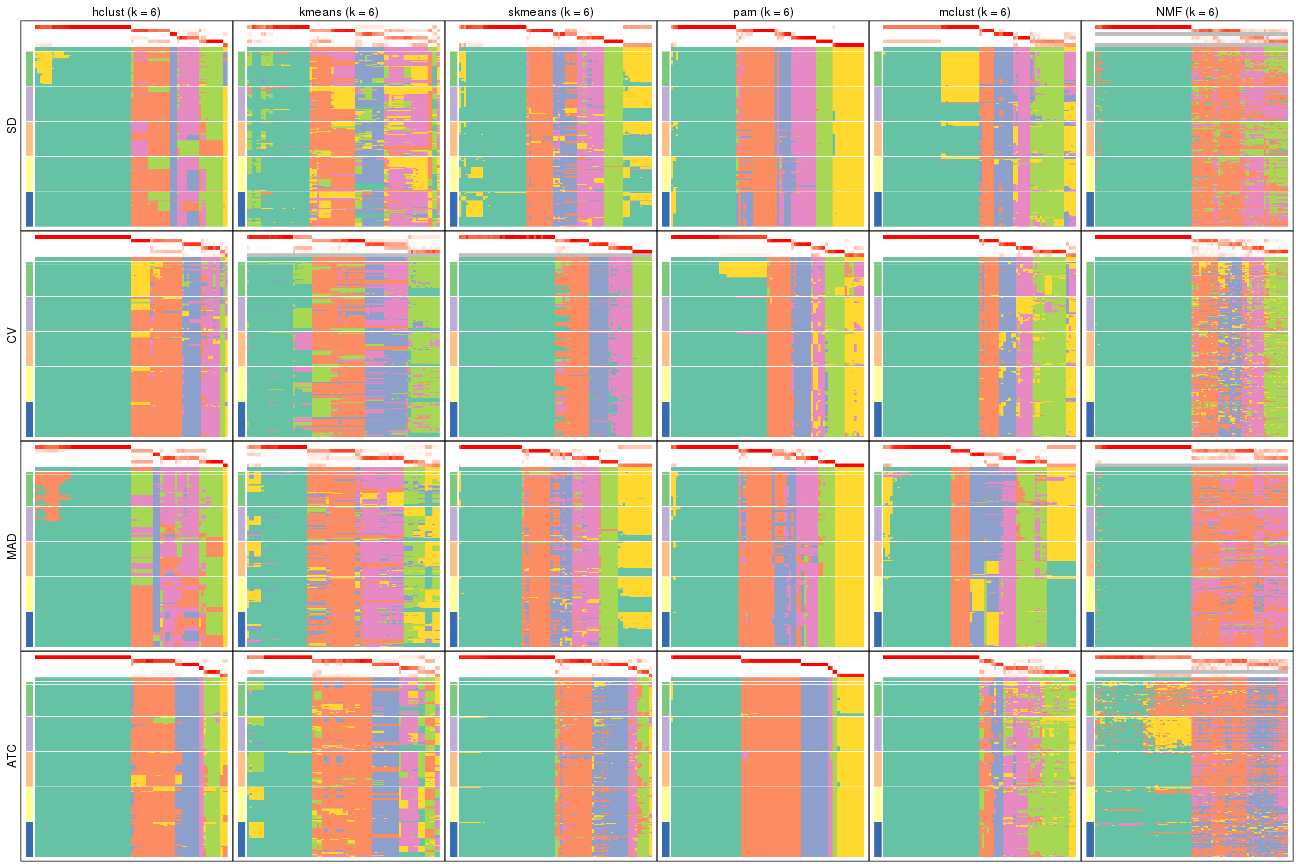 hclust (k = 6)
kmeans (k = 6)
skmeans (k = 6)
pam (k = 6)
mclust (k = 6)
NMF (k = 6)
SD
CV
MAD
ATC